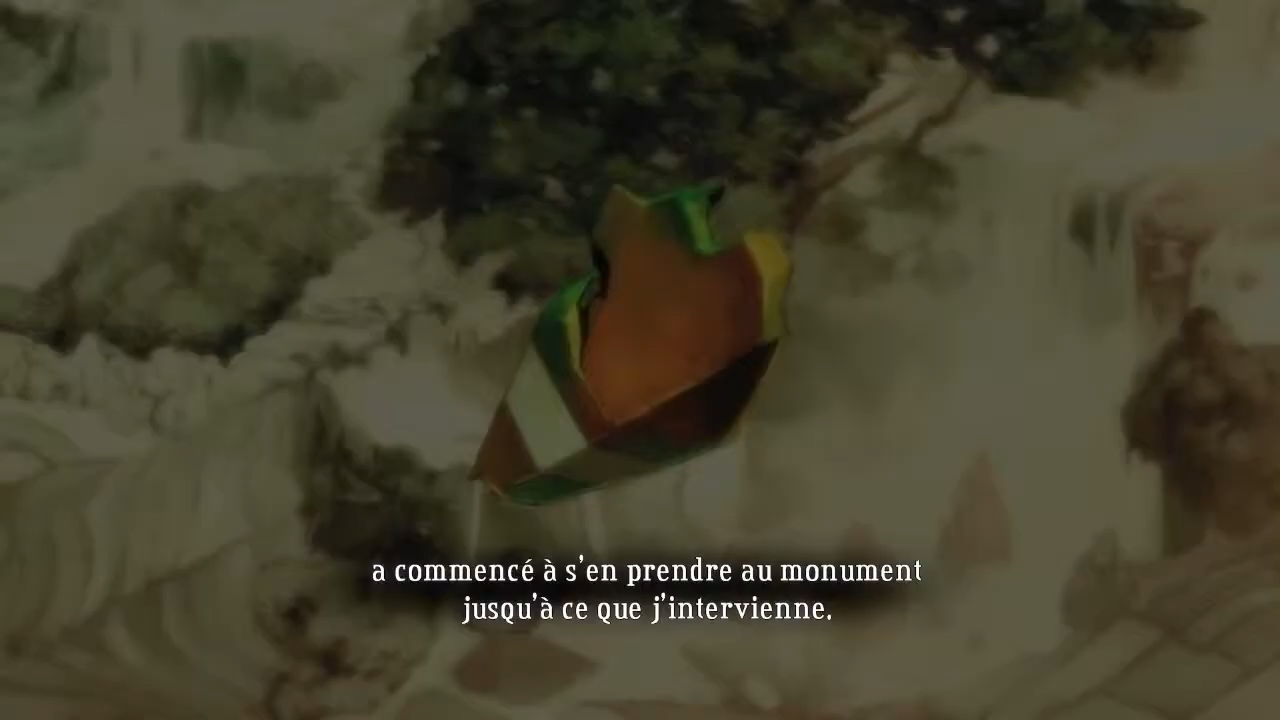 a commencé à s'en prendre au monument
jusqu'à ce que j'intervienne.